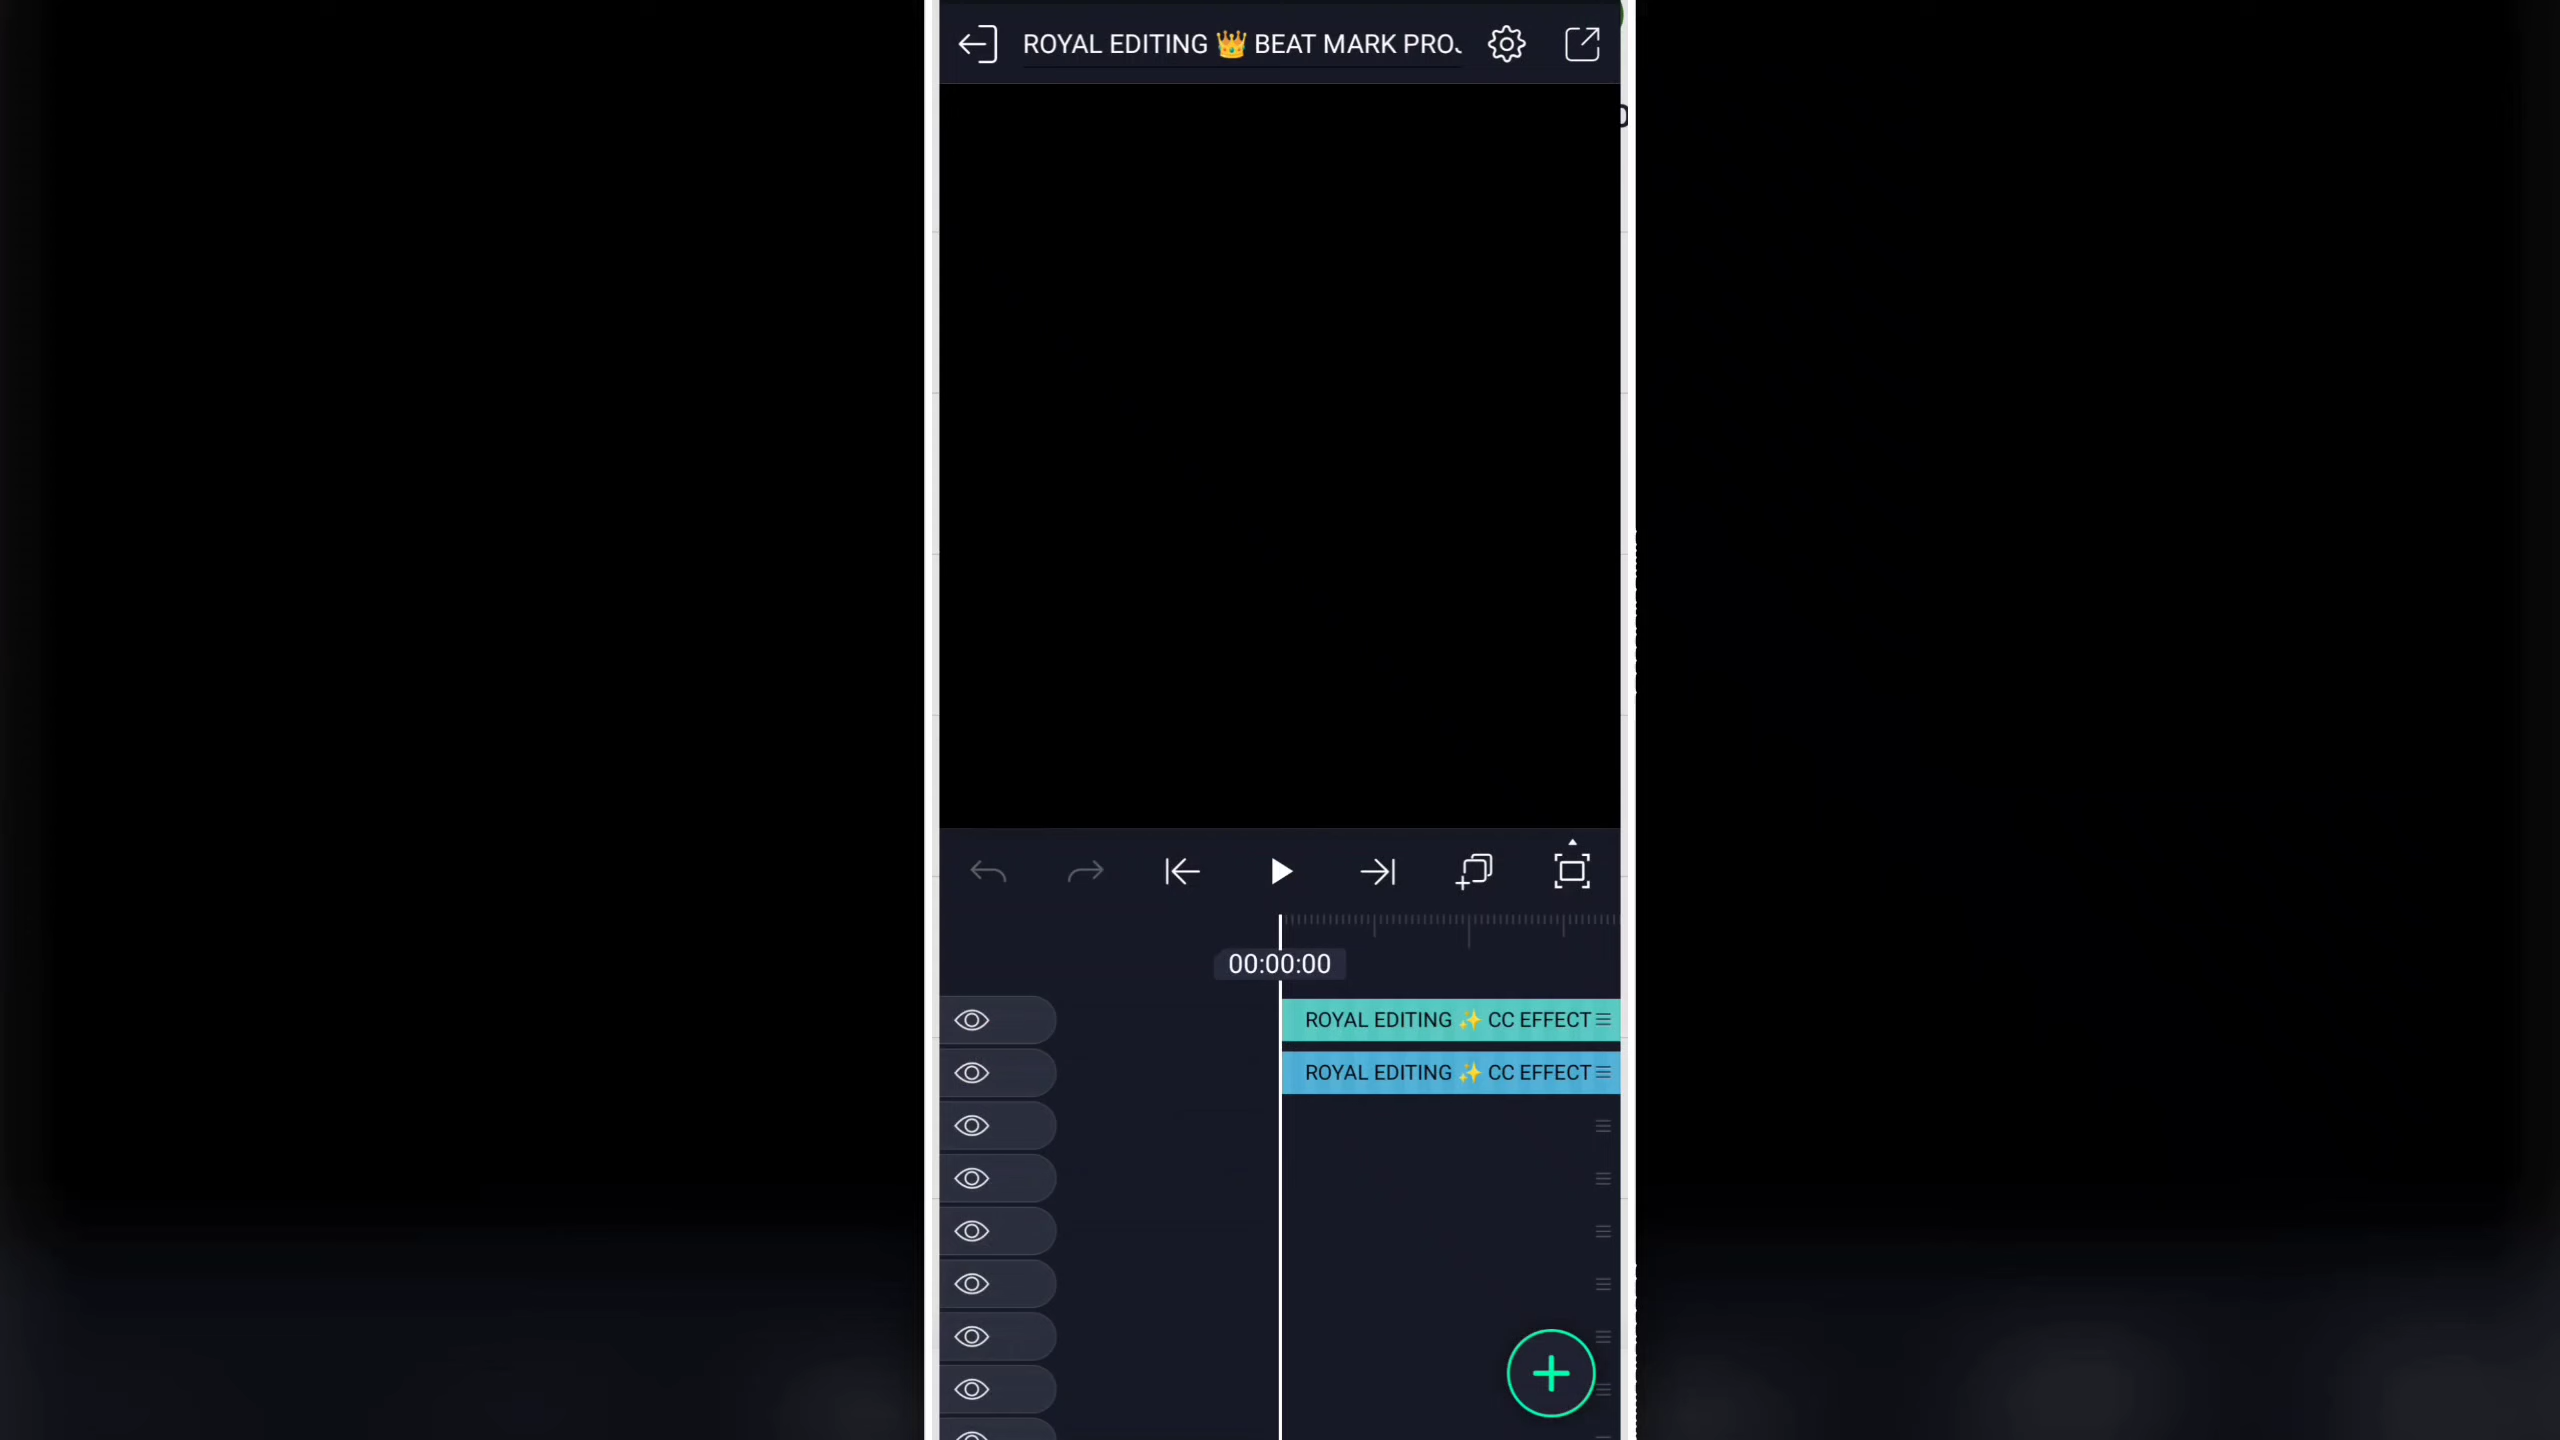 ROYAL EDITING 👑 BEAT MARK PRO
00:00:00
ROYAL EDITING ✨ CC EFFECT
ROYAL EDITING ✨ CC EFFECT